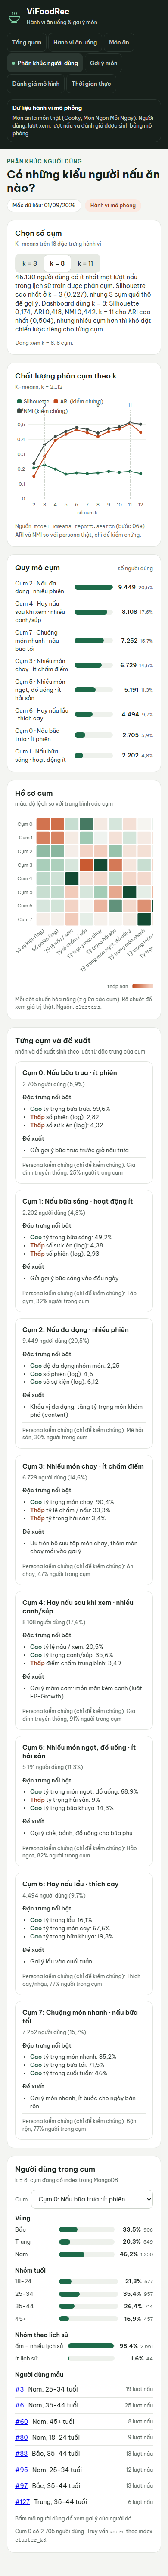 ViFoodRec
Hành vi ăn uống & gợi ý món
Tổng quan
Hành vi ăn uống
Món ăn
Phân khúc người dùng
Gợi ý món
Đánh giá mô hình
Thời gian thực
Dữ liệu hành vi mô phỏng
Món ăn là món thật (Cooky, Món Ngon Mỗi Ngày). Người dùng, lượt xem, lượt nấu và đánh giá được sinh bằng mô phỏng.
PHÂN KHÚC NGƯỜI DÙNG
Có những kiểu người nấu ăn nào?
Mốc dữ liệu: 01/09/2026
Hành vi mô phỏng
Chọn số cụm
K-means trên 18 đặc trưng hành vi
k = 3
k = 8
k = 11
46.130 người dùng có ít nhất một lượt nấu trong lịch sử được phân cụm. Silhouette cao nhất ở k = 3 (0,227), nhưng 3 cụm quá thô để gợi ý. Dashboard dùng k = 8: Silhouette 0,174, ARI 0,418, NMI 0,442. k = 11 cho ARI cao nhất (0,504), nhưng nhiều cụm hơn thì khó đặt chiến lược riêng cho từng cụm.
Đang xem k = 8: 8 cụm.
Chất lượng phân cụm theo k
K-means, k = 2..12
Silhouette
ARI (kiểm chứng)
NMI (kiểm chứng)
11
0.5
0.4
0.3
0.2
0.1
0
2 3 4 5 6 7 8 9 10 11 12
số cụm k
Nguồn: model_kmeans_report.search (bước 06e).
ARI và NMI so với persona thật, chỉ để kiểm chứng.
Quy mô cụm
số người dùng
Cụm 2 · Nấu đa dạng · nhiều phiên
9.449 20,5%
Cụm 4 · Hay nấu sau khi xem · nhiều canh/súp
8.108 17,6%
Cụm 7 · Chuộng món nhanh · nấu bữa tối
7.252 15,7%
Cụm 3 · Nhiều món chay · ít chấm điểm
6.729 14,6%
Cụm 5 · Nhiều món ngọt, đồ uống · ít hải sản
5.191 11,3%
Cụm 6 · Hay nấu lẩu · thích cay
4.494 9,7%
Cụm 0 · Nấu bữa trưa · ít phiên
2.705 5,9%
Cụm 1 · Nấu bữa sáng · hoạt động ít
2.202 4,8%
Hồ sơ cụm
màu: độ lệch so với trung bình các cụm
Cụm 0
Cụm 1
Cụm 2
Cụm 3
Cụm 4
Cụm 5
Cụm 6
Cụm 7
Số sự kiện (log)
Số phiên (log)
Tỷ lệ nấu / xem
Tỷ trọng món chay
thấp hơn
Mỗi cột chuẩn hóa riêng (z giữa các cụm). Rê chuột để xem giá trị thật. Nguồn: clusters.
Từng cụm và đề xuất
nhãn và đề xuất sinh theo luật từ đặc trưng của cụm
Cụm 0: Nấu bữa trưa · ít phiên
2.705 người dùng (5,9%)
Đặc trưng nổi bật
Cao tỷ trọng bữa trưa: 59,6%
Thấp số phiên (log): 2,82
Thấp số sự kiện (log): 4,32
Đề xuất
Gợi ý bữa trưa trước giờ nấu trưa
Persona kiểm chứng (chỉ để kiểm chứng): Gia đình truyền thống, 25% người trong cụm
Cụm 1: Nấu bữa sáng · hoạt động ít
2.202 người dùng (4,8%)
Đặc trưng nổi bật
Cao tỷ trọng bữa sáng: 49,2%
Thấp số sự kiện (log): 4,38
Thấp số phiên (log): 2,93
Đề xuất
Gửi gợi ý bữa sáng vào đầu ngày
Persona kiểm chứng (chỉ để kiểm chứng): Tập gym, 32% người trong cụm
Cụm 2: Nấu đa dạng · nhiều phiên
9.449 người dùng (20,5%)
Đặc trưng nổi bật
Cao độ đa dạng nhóm món: 2,25
Cao số phiên (log): 4,6
Cao số sự kiện (log): 6,12
Đề xuất
Khẩu vị đa dạng: tăng tỷ trọng món khám phá (content)
Persona kiểm chứng (chỉ để kiểm chứng): Mê hải sản, 30% người trong cụm
Cụm 3: Nhiều món chay · ít chấm điểm
6.729 người dùng (14,6%)
Đặc trưng nổi bật
Cao tỷ trọng món chay: 90,4%
Thấp tỷ lệ chấm / nấu: 33,3%
Thấp tỷ trọng hải sản: 3,4%
Đề xuất
Ưu tiên bộ sưu tập món chay, thêm món chay mới vào gợi ý
Persona kiểm chứng (chỉ để kiểm chứng): Ăn chay, 47% người trong cụm
Cụm 4: Hay nấu sau khi xem · nhiều canh/súp
8.108 người dùng (17,6%)
Đặc trưng nổi bật
Cao tỷ lệ nấu / xem: 20,5%
Cao tỷ trọng canh/súp: 35,6%
Thấp điểm chấm trung bình: 3,49
Đề xuất
Gợi ý mâm cơm: món mặn kèm canh (luật FP-Growth)
Persona kiểm chứng (chỉ để kiểm chứng): Gia đình truyền thống, 91% người trong cụm
Cụm 5: Nhiều món ngọt, đồ uống · ít hải sản
5.191 người dùng (11,3%)
Đặc trưng nổi bật
Cao tỷ trọng món ngọt, đồ uống: 68,9%
Thấp tỷ trọng hải sản: 9%
Cao tỷ trọng bữa khuya: 14,3%
Đề xuất
Gợi ý chè, bánh, đồ uống cho bữa phụ
Persona kiểm chứng (chỉ để kiểm chứng): Hảo ngọt, 82% người trong cụm
Cụm 6: Hay nấu lẩu · thích cay
4.494 người dùng (9,7%)
Đặc trưng nổi bật
Cao tỷ trọng lẩu: 16,1%
Cao tỷ trọng món cay: 67,6%
Cao tỷ trọng bữa khuya: 19,3%
Đề xuất
Gợi ý lẩu vào cuối tuần
Persona kiểm chứng (chỉ để kiểm chứng): Thích cay/nhậu, 77% người trong cụm
Cụm 7: Chuộng món nhanh · nấu bữa tối
7.252 người dùng (15,7%)
Đặc trưng nổi bật
Cao tỷ trọng món nhanh: 85,2%
Cao tỷ trọng bữa tối: 71,5%
Cao tỷ trọng cuối tuần: 46%
Đề xuất
Gợi ý món nhanh, ít bước cho ngày bận rộn
Persona kiểm chứng (chỉ để kiểm chứng): Bận rộn, 77% người trong cụm
Người dùng trong cụm
k = 8, cụm đang có index trong MongoDB
Cụm
Cụm 0: Nấu bữa trưa · ít phiên
Vùng
Bắc 33,5% 906
Trung 20,3% 549
Nam 46,2% 1.250
Nhóm tuổi
18-24 21,3% 577
25-34 35,4% 957
35-44 26,4% 714
45+ 16,9% 457
Nhóm theo lịch sử
ấm - nhiều lịch sử 98,4% 2.661
ít lịch sử 1,6% 44
Người dùng mẫu
#3 Nam, 25-34 tuổi 19 lượt nấu
#6 Nam, 35-44 tuổi 25 lượt nấu
#60 Nam, 45+ tuổi 8 lượt nấu
#80 Nam, 18-24 tuổi 9 lượt nấu
#88 Bắc, 35-44 tuổi 13 lượt nấu
#95 Nam, 25-34 tuổi 12 lượt nấu
#97 Bắc, 35-44 tuổi 13 lượt nấu
#127 Trung, 35-44 tuổi 6 lượt nấu
Bấm mã người dùng để xem gợi ý của người đó.
Cụm 0 có 2.705 người dùng. Truy vấn users theo cluster_k8.